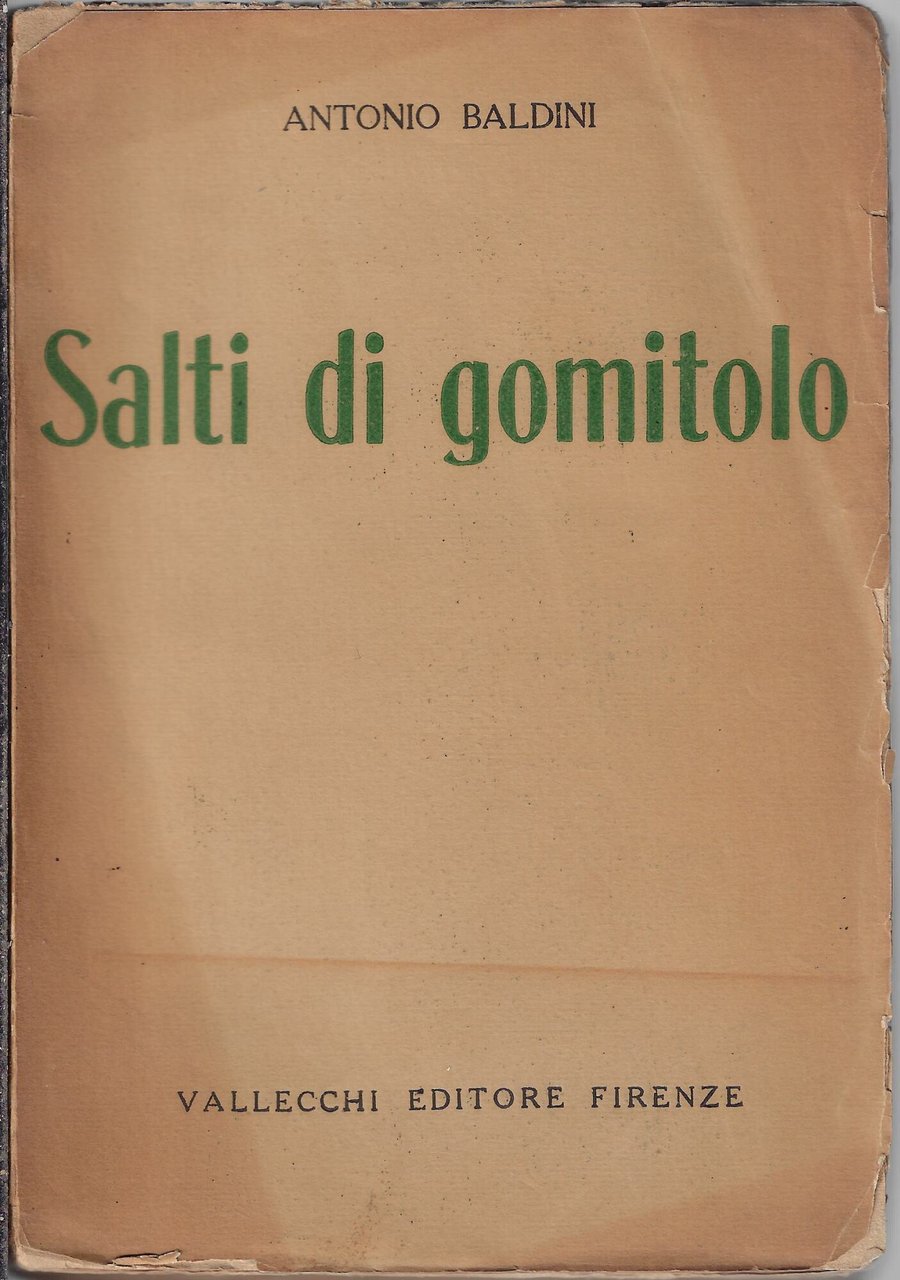 ANTONIO BALDINI
Salti di gomitolo
VALLECCHI EDITORE FIRENZE